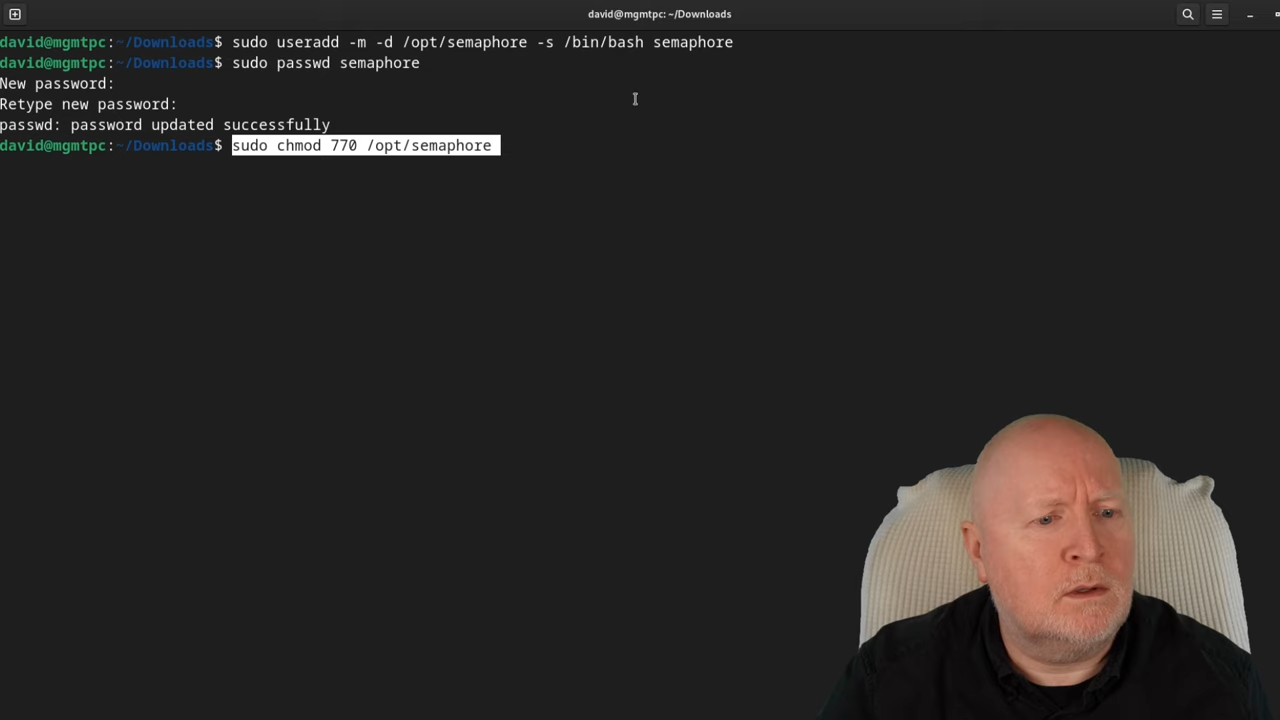 david@mgmtpc: ~/Downloads
david@mgmtpc:~/Downloads$ sudo useradd -m -d /opt/semaphore -s /bin/bash semaphore
david@mgmtpc:~/Downloads$ sudo passwd semaphore
New password:
Retype new password:
passwd: password updated successfully
david@mgmtpc:~/Downloads$ sudo chmod 770 /opt/semaphore